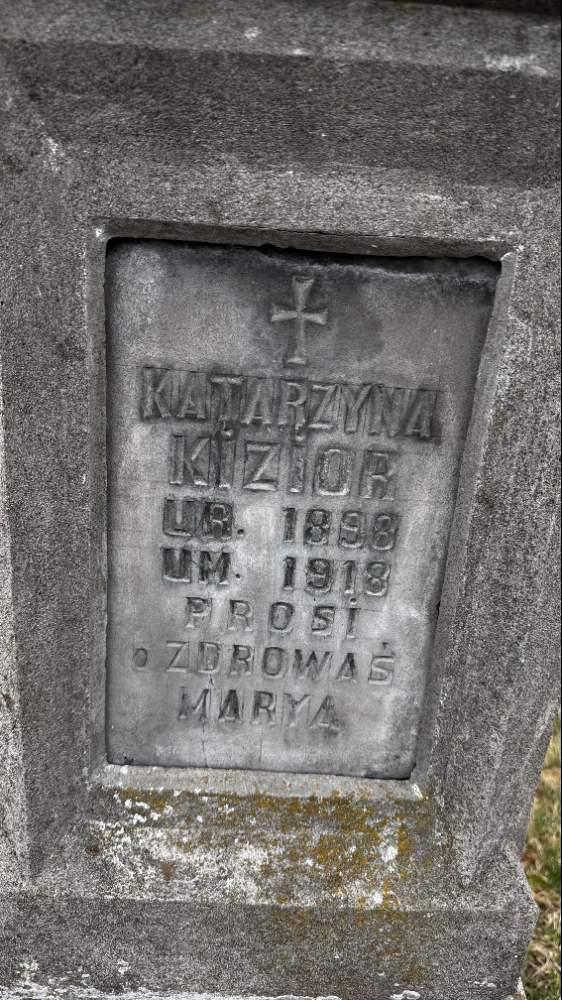 KATARZYNA
KIZIOR
UR. 1898
UM. 1918
PROSI
o ZDROWAŚ
MARYA